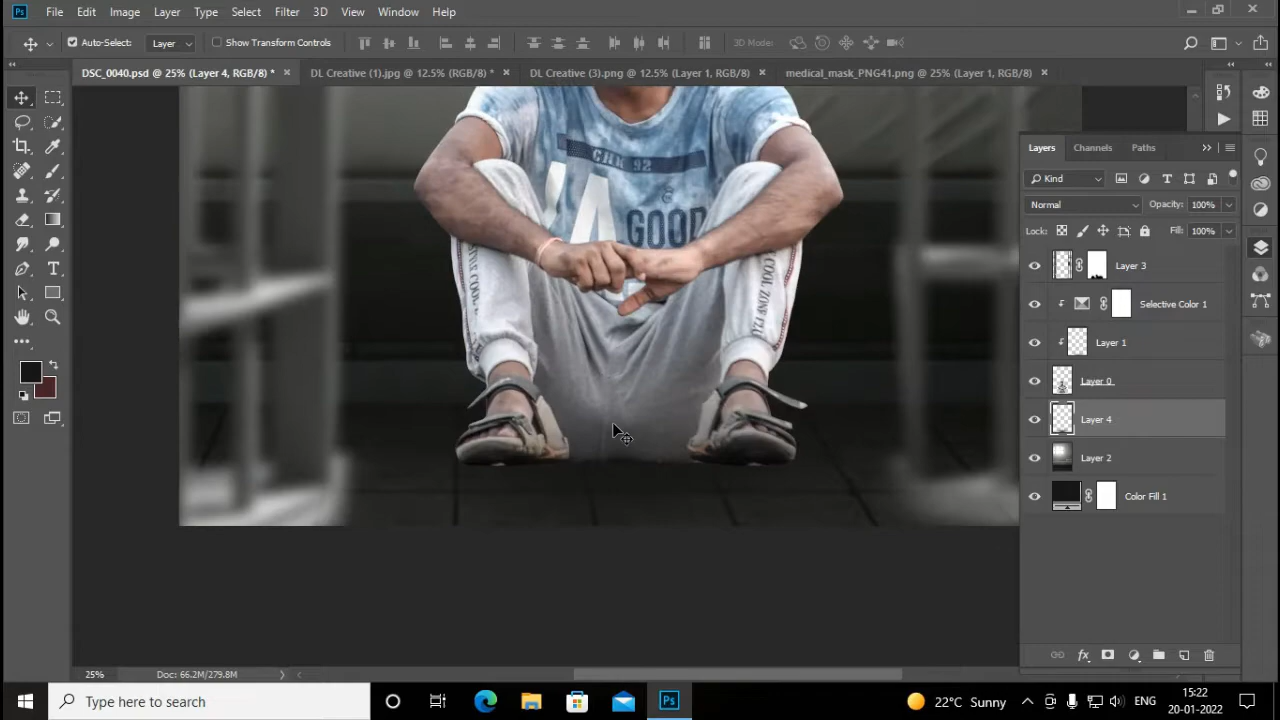 Ps File Edit Image Layer Type Select Filter 3D View Window Help
Auto-Select: Layer Show Transform Controls 3D Mode:
DSC_0040.psd @ 25% (Layer 4, RGB/8) * × DL Creative (1).jpg @ 12.5% (RGB/8) * × DL Creative (3).png @ 12.5% (Layer 1, RGB/8) × medical_mask_PNG41.png @ 25% (Layer 1, RGB/8) ×
Layers Channels Paths
Kind
Normal Opacity: 100%
Lock: Fill: 100%
Layer 3
Selective Color 1
Layer 1
Layer 0
Layer 4
Layer 2
Color Fill 1
CHK 92
GOOD
COOL ZONE
25% Doc: 66.2M/279.8M
Type here to search
Ps
22°C Sunny
ENG
15:22
20-01-2022